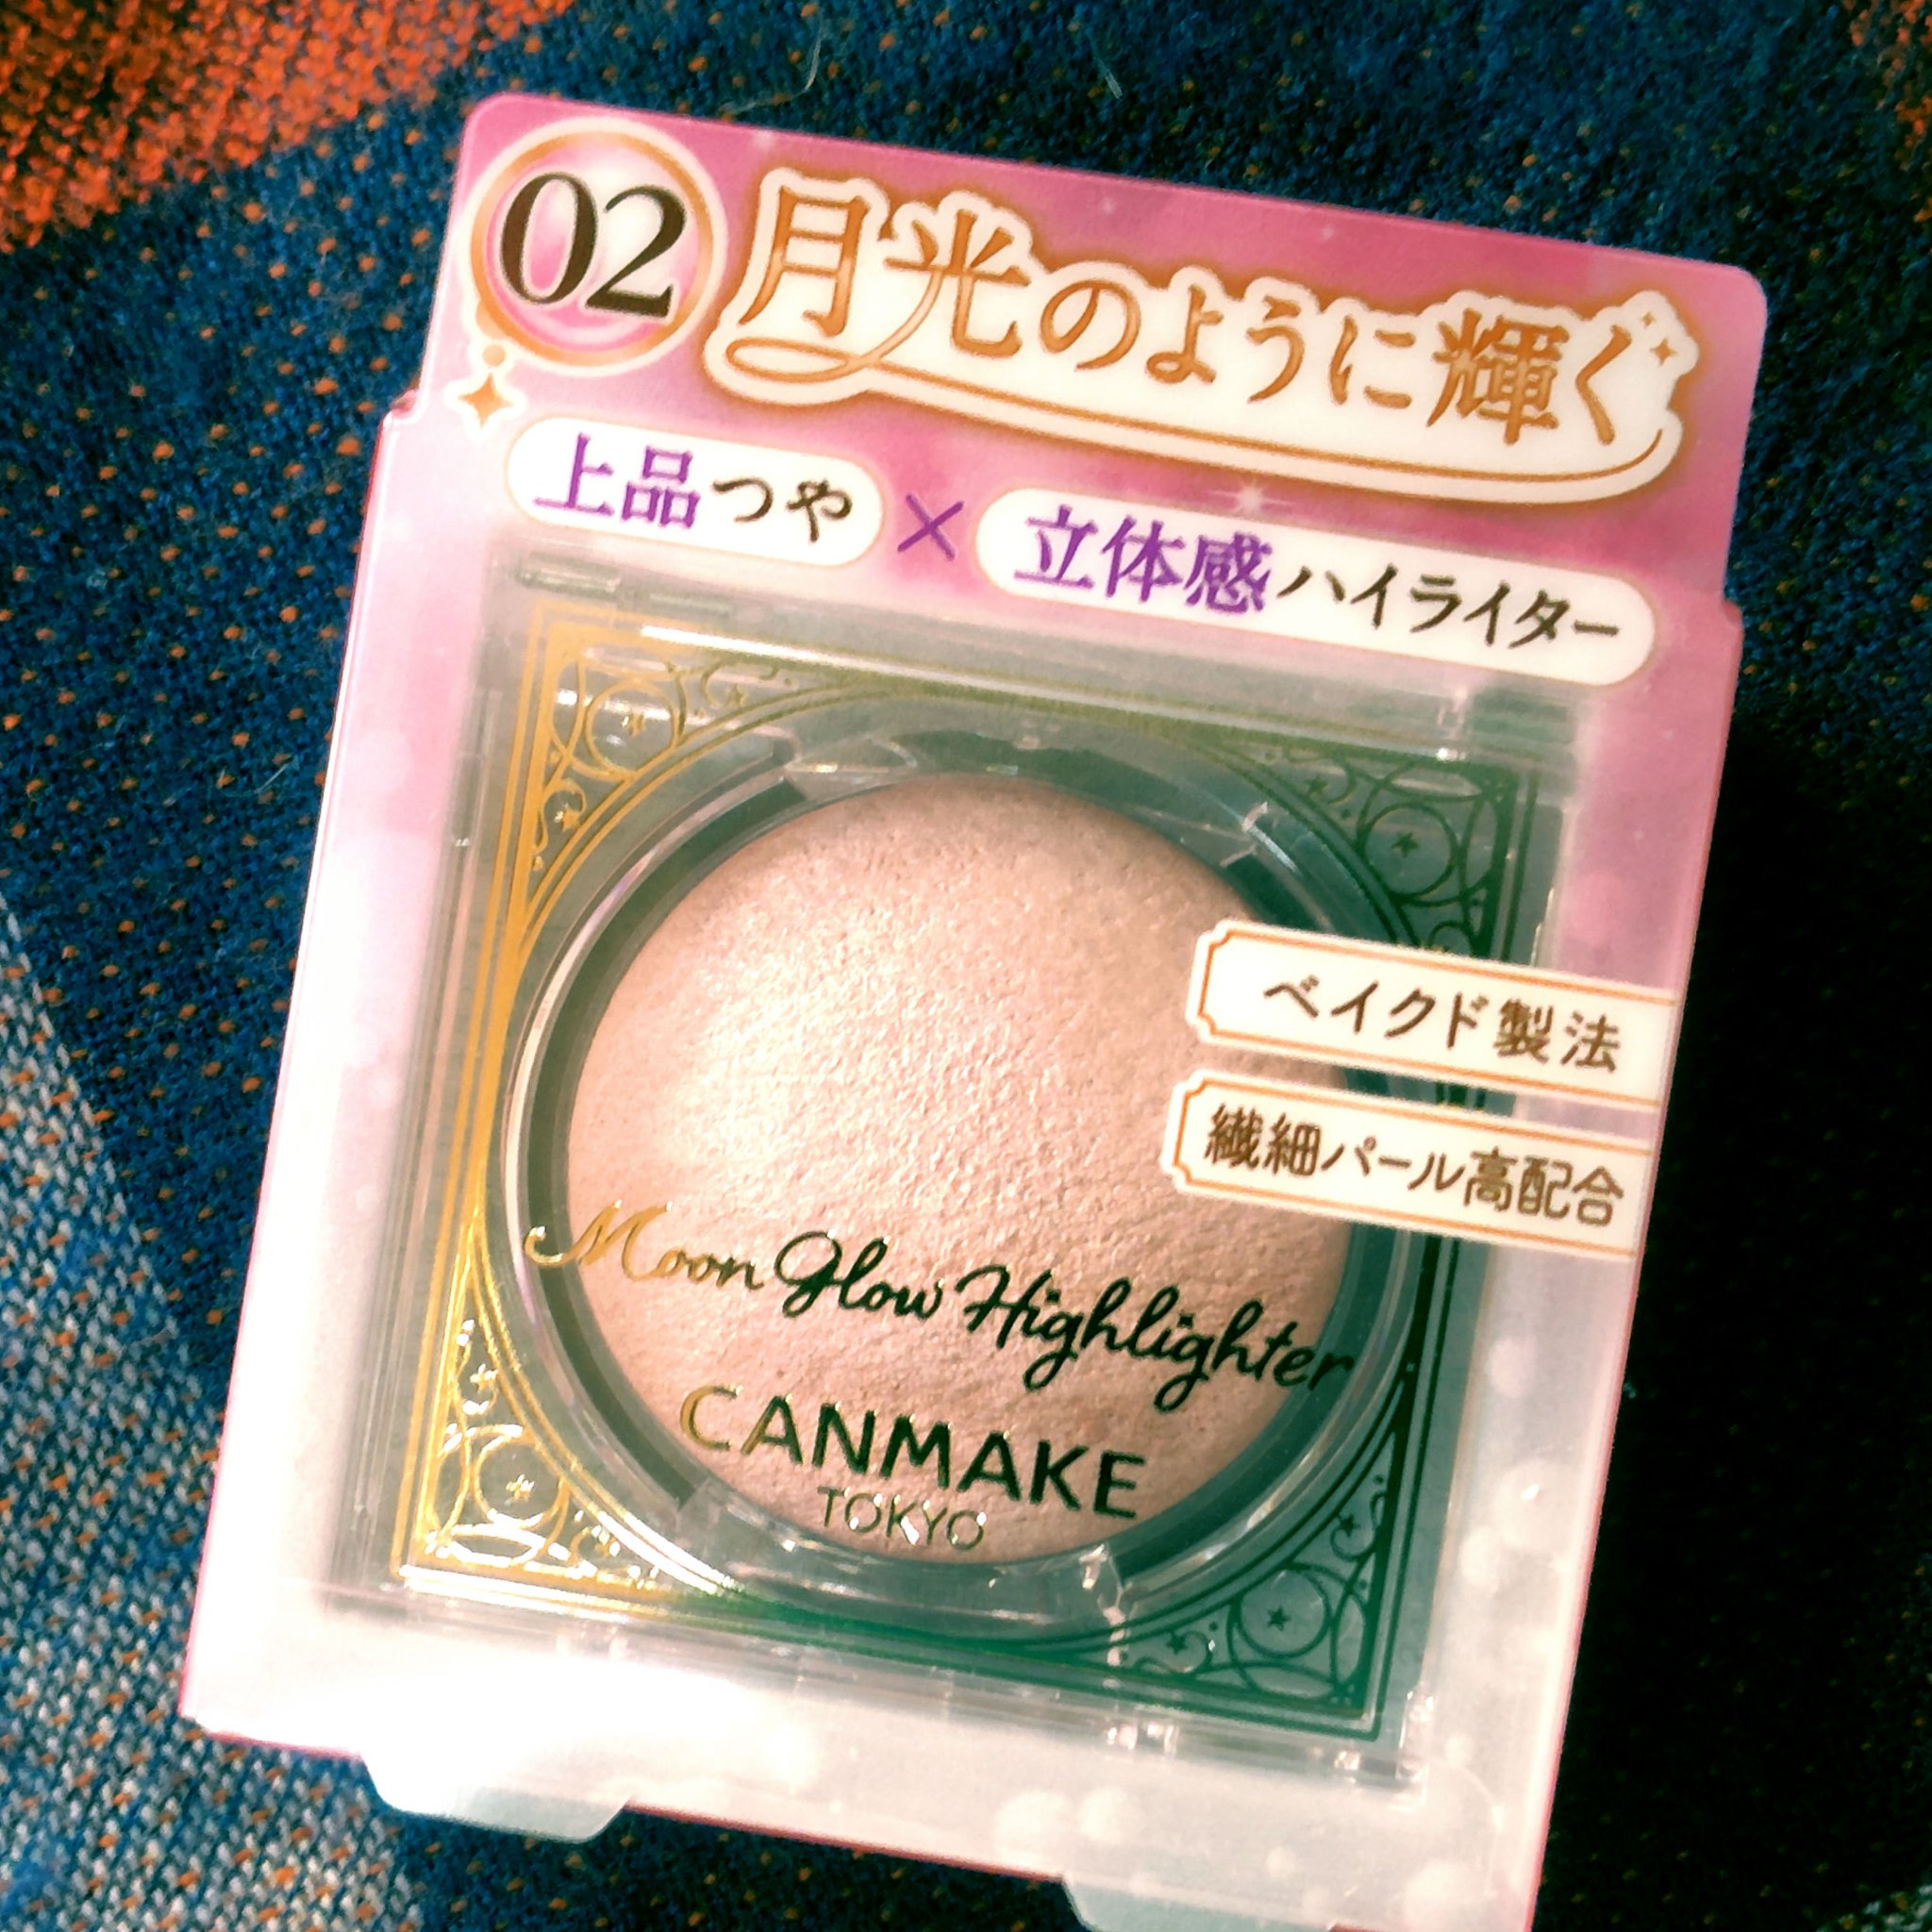 02
月光のように輝く
上品つや × 立体感ハイライター
ベイクド製法
繊細パール高配合
Moon Glow Highlighter
CANMAKE
TOKYO